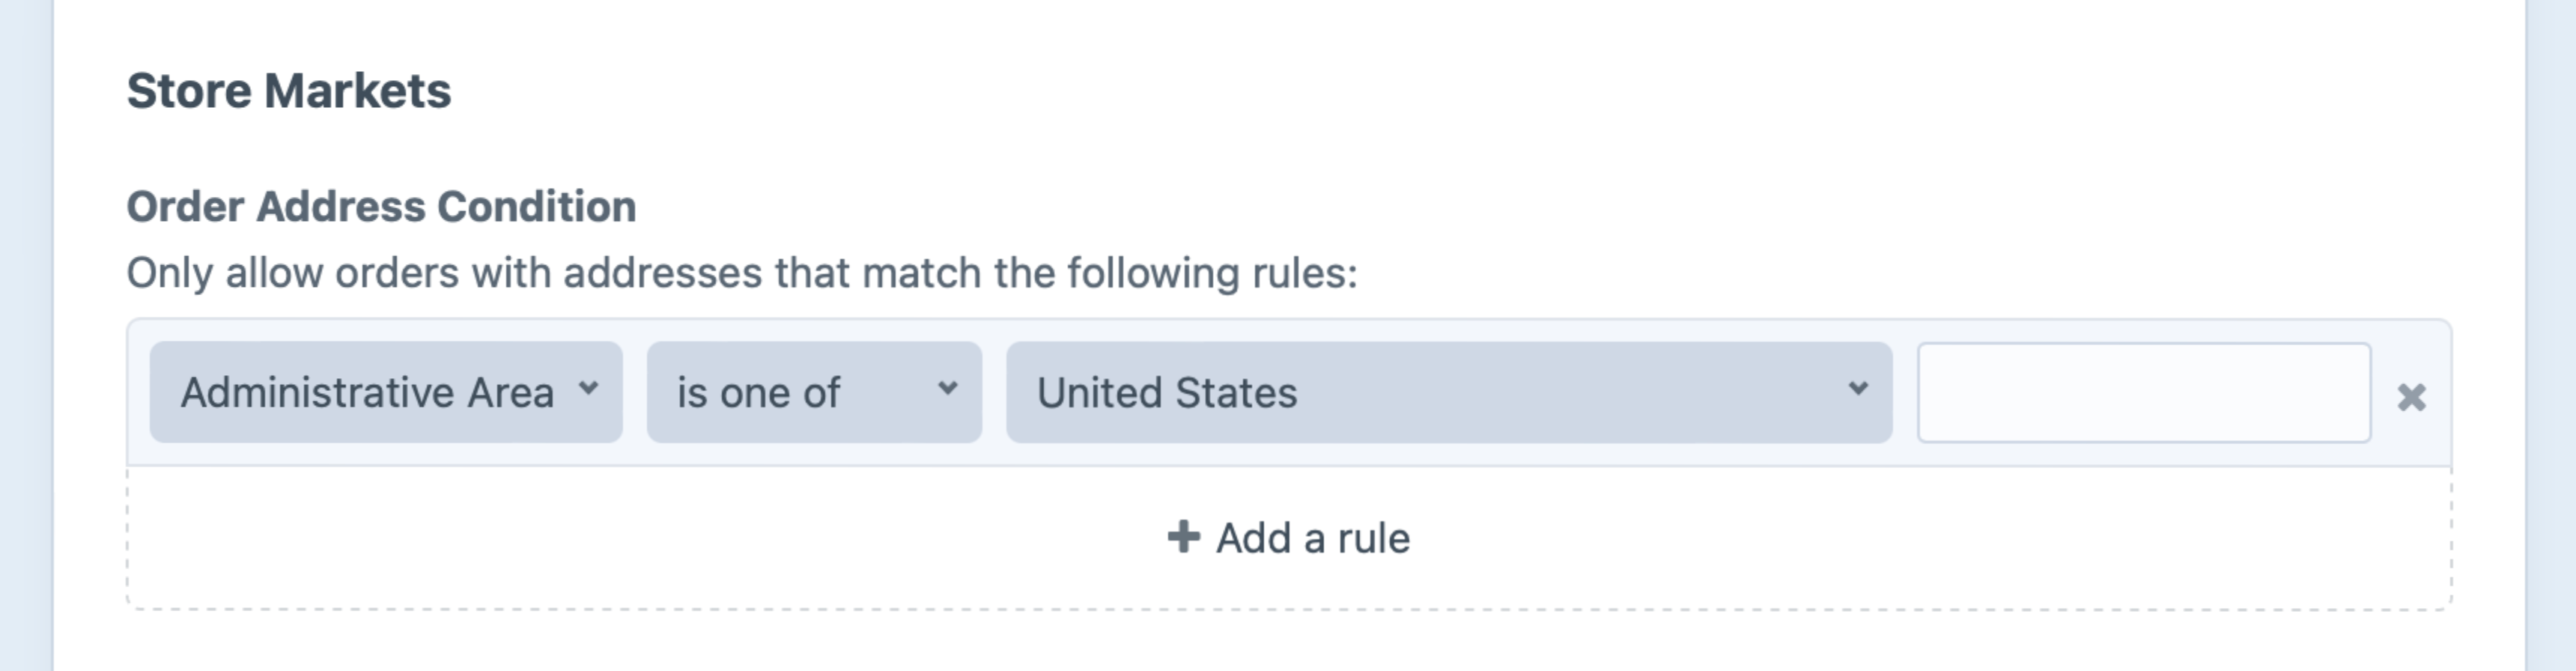 Store Markets
Order Address Condition
Only allow orders with addresses that match the following rules:
Administrative Area is one of United States
Add a rule